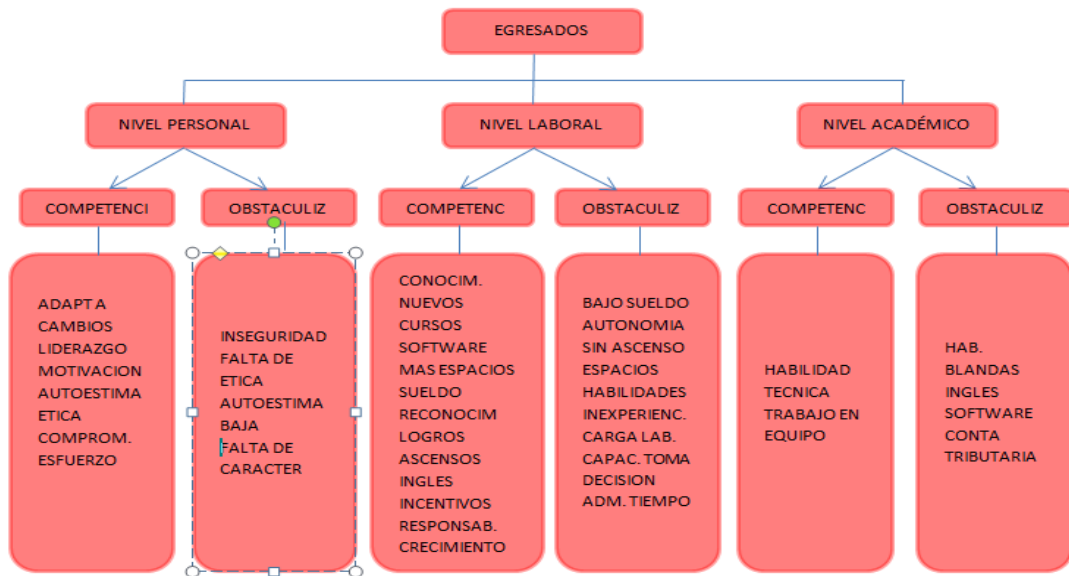 EGRESADOS
NIVEL PERSONAL
NIVEL LABORAL
NIVEL ACADÉMICO
COMPETENCI
OBSTACULIZ
COMPETENC
OBSTACULIZ
COMPETENC
OBSTACULIZ
ADAPT A
CAMBIOS
LIDERAZGO
MOTIVACION
AUTOESTIMA
ETICA
COMPROM.
ESFUERZO
INSEGURIDAD
FALTA DE
ETICA
AUTOESTIMA
BAJA
FALTA DE
CARACTER
CONOCIM.
NUEVOS
CURSOS
SOFTWARE
MAS ESPACIOS
SUELDO
RECONOCIM
LOGROS
ASCENSOS
INGLES
INCENTIVOS
RESPONSAB.
CRECIMIENTO
BAJO SUELDO
AUTONOMIA
SIN ASCENSO
ESPACIOS
HABILIDADES
INEXPERIENC.
CARGA LAB.
CAPAC. TOMA
DECISION
ADM. TIEMPO
HABILIDAD
TECNICA
TRABAJO EN
EQUIPO
HAB.
BLANDAS
INGLES
SOFTWARE
CONTA
TRIBUTARIA